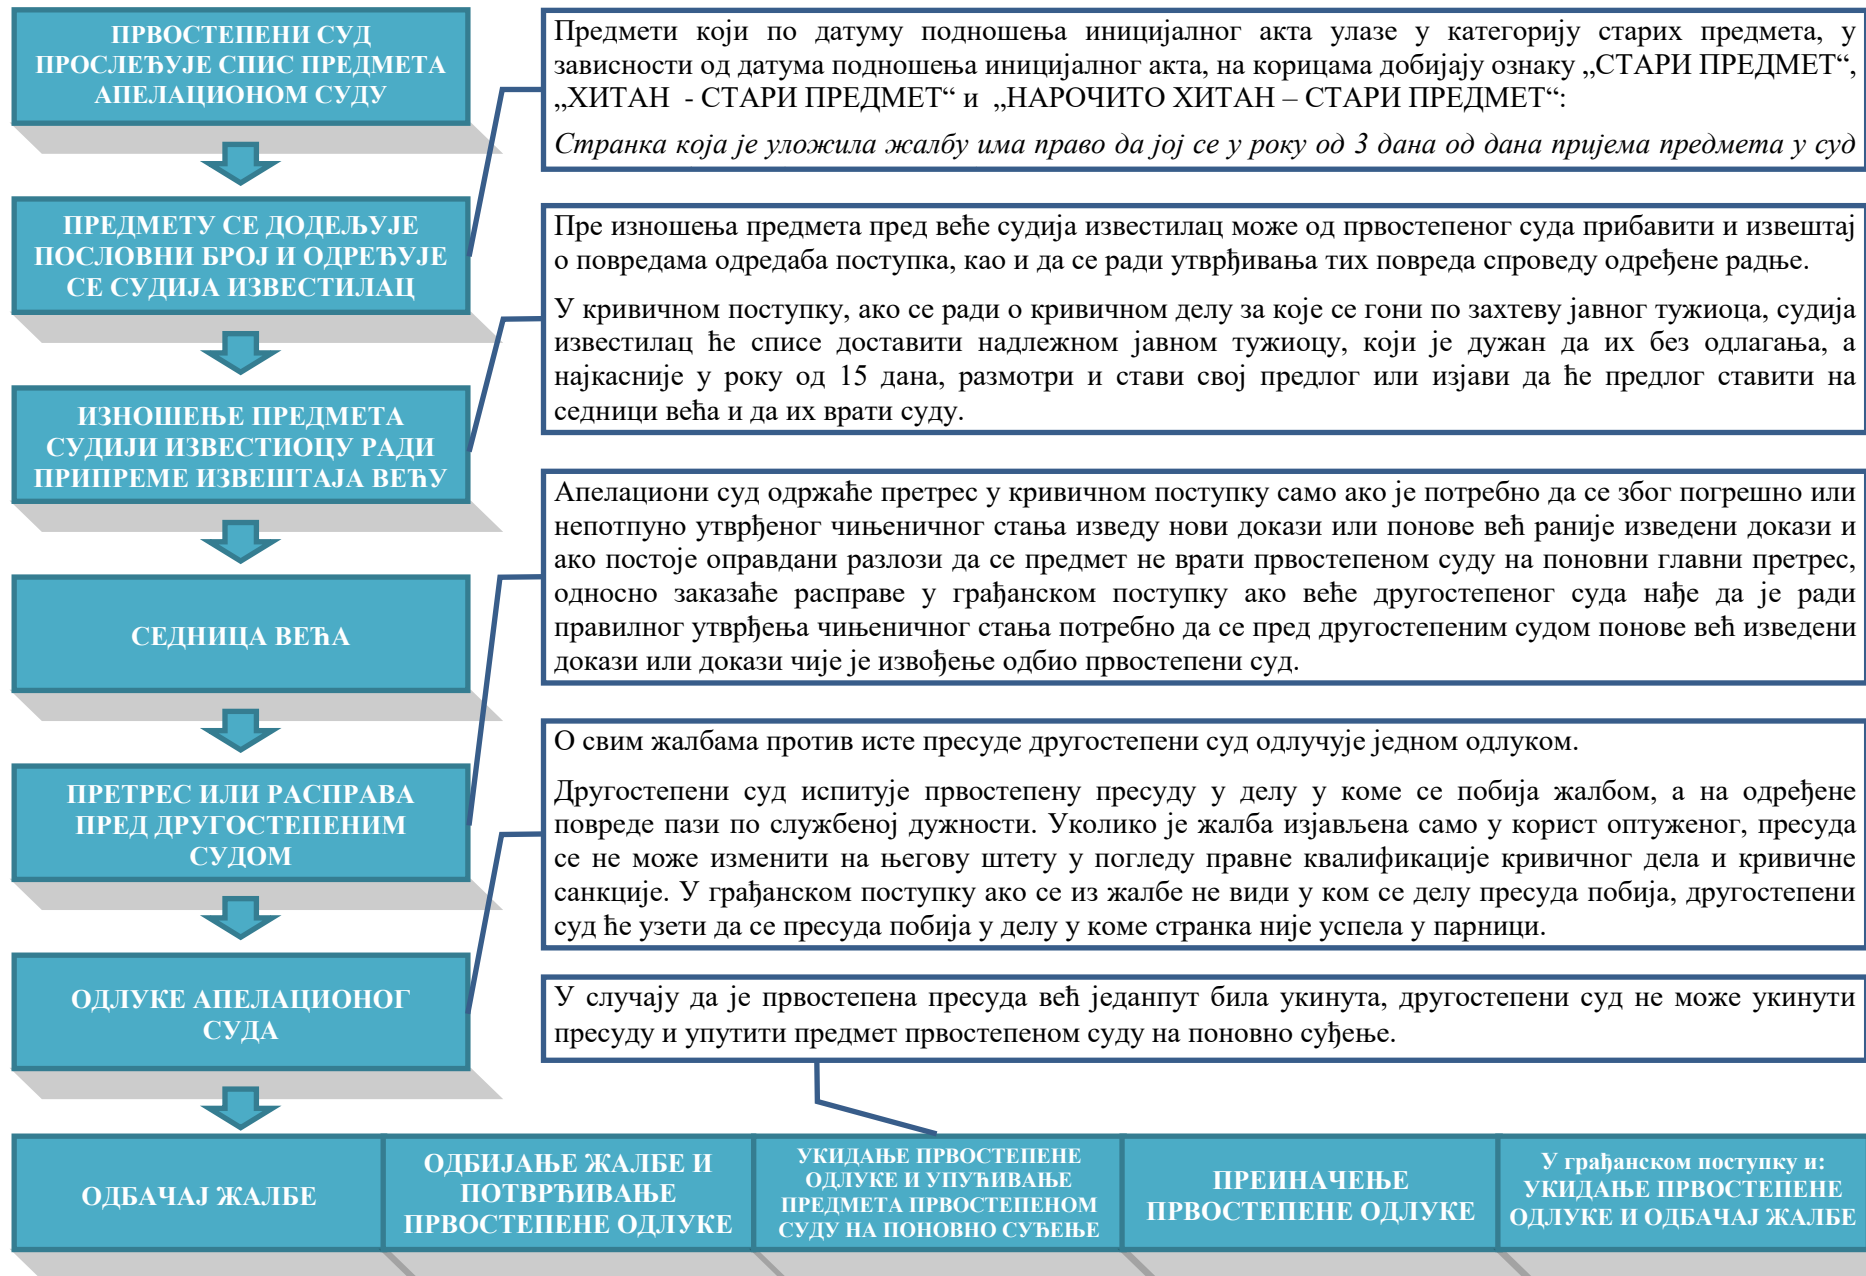 ПРВОСТЕПЕНИ СУД
ПРОСЛЕЂУЈЕ СПИС ПРЕДМЕТА
АПЕЛАЦИОНОМ СУДУ
Предмети који по датуму подношења иницијалног акта улазе у категорију старих предмета, у
зависности од датума подношења иницијалног акта, на корицама добијају ознаку „СТАРИ ПРЕДМЕТ“,
„ХИТАН - СТАРИ ПРЕДМЕТ“ и „НАРОЧИТО ХИТАН – СТАРИ ПРЕДМЕТ“:
Странка која је уложила жалбу има право да јој се у року од 3 дана од дана пријема предмета у суд
ПРЕДМЕТУ СЕ ДОДЕЉУЈЕ
ПОСЛОВНИ БРОЈ И ОДРЕЂУЈЕ
СЕ СУДИЈА ИЗВЕСТИЛАЦ
Пре изношења предмета пред веће судија известилац може од првостепеног суда прибавити и извештај
о повредама одредаба поступка, као и да се ради утврђивања тих повреда спроведу одређене радње.
У кривичном поступку, ако се ради о кривичном делу за које се гони по захтеву јавног тужиоца, судија
известилац ће списе доставити надлежном јавном тужиоцу, који је дужан да их без одлагања, а
најкасније у року од 15 дана, размотри и стави свој предлог или изјави да ће предлог ставити на
седници већа и да их врати суду.
ИЗНОШЕЊЕ ПРЕДМЕТА
СУДИЈИ ИЗВЕСТИОЦУ РАДИ
ПРИПРЕМЕ ИЗВЕШТАЈА ВЕЋУ
Апелациони суд одржаће претрес у кривичном поступку само ако је потребно да се због погрешно или
непотпуно утврђеног чињеничног стања изведу нови докази или понове већ раније изведени докази и
ако постоје оправдани разлози да се предмет не врати првостепеном суду на поновни главни претрес,
односно заказаће расправе у грађанском поступку ако веће другостепеног суда нађе да је ради
правилног утврђења чињеничног стања потребно да се пред другостепеним судом понове већ изведени
докази или докази чије је извођење одбио првостепени суд.
СЕДНИЦА ВЕЋА
О свим жалбама против исте пресуде другостепени суд одлучује једном одлуком.
Другостепени суд испитује првостепену пресуду у делу у коме се побија жалбом, а на одређене
повреде пази по службеној дужности. Уколико је жалба изјављена само у корист оптуженог, пресуда
се не може изменити на његову штету у погледу правне квалификације кривичног дела и кривичне
санкције. У грађанском поступку ако се из жалбе не види у ком се делу пресуда побија, другостепени
суд ће узети да се пресуда побија у делу у коме странка није успела у парници.
ПРЕТРЕС ИЛИ РАСПРАВА
ПРЕД ДРУГОСТЕПЕНИМ
СУДОМ
ОДЛУКЕ АПЕЛАЦИОНОГ
СУДА
У случају да је првостепена пресуда већ једанпут била укинута, другостепени суд не може укинути
пресуду и упутити предмет првостепеном суду на поновно суђење.
ОДБАЧАЈ ЖАЛБЕ
ОДБИЈАЊЕ ЖАЛБЕ И
ПОТВРЂИВАЊЕ
ПРВОСТЕПЕНЕ ОДЛУКЕ
УКИДАЊЕ ПРВОСТЕПЕНЕ
ОДЛУКЕ И УПУЋИВАЊЕ
ПРЕДМЕТА ПРВОСТЕПЕНОМ
СУДУ НА ПОНОВНО СУЂЕЊЕ
ПРЕИНАЧЕЊЕ
ПРВОСТЕПЕНЕ ОДЛУКЕ
У грађанском поступку и:
УКИДАЊЕ ПРВОСТЕПЕНЕ
ОДЛУКЕ И ОДБАЧАЈ ЖАЛБЕ